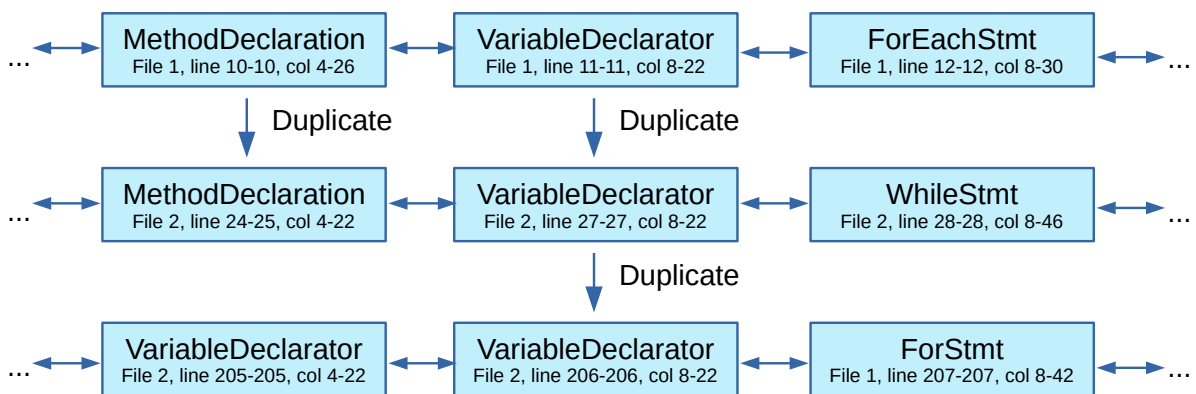 MethodDeclaration
File 1, line 10-10, col 4-26
VariableDeclarator
File 1, line 11-11, col 8-22
ForEachStmt
File 1, line 12-12, col 8-30
...
...
Duplicate
Duplicate
MethodDeclaration
File 2, line 24-25, col 4-22
VariableDeclarator
File 2, line 27-27, col 8-22
WhileStmt
File 2, line 28-28, col 8-46
...
...
Duplicate
VariableDeclarator
File 2, line 205-205, col 4-22
VariableDeclarator
File 2, line 206-206, col 8-22
ForStmt
File 1, line 207-207, col 8-42
...
...